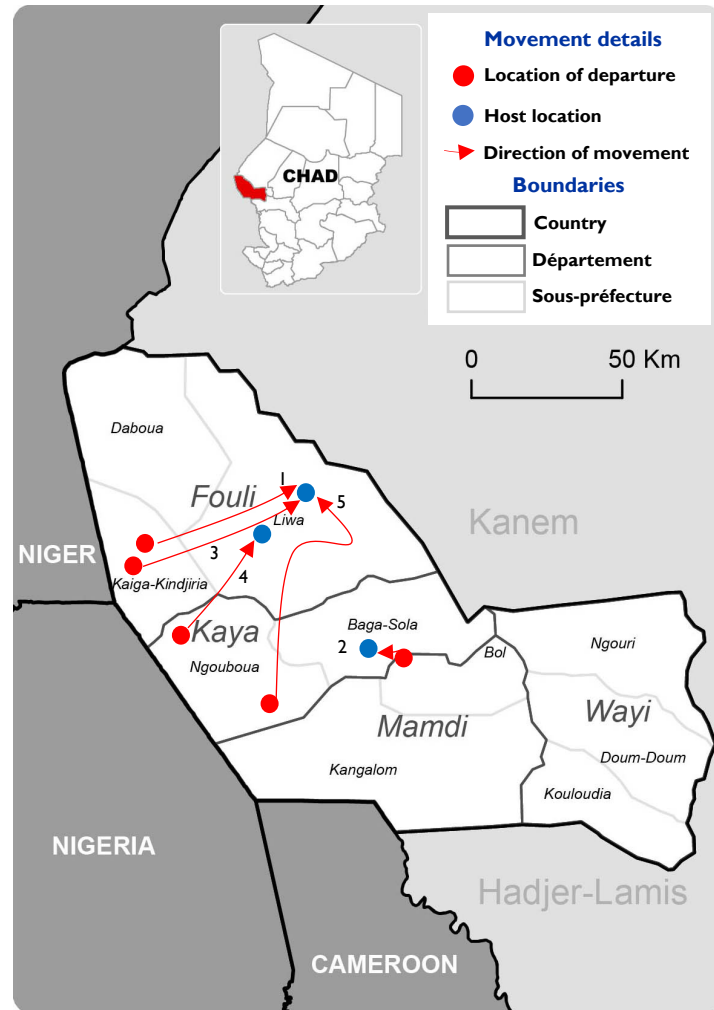 Movement details
Location of departure
Host location
Direction of movement
Boundaries
Country
Département
Sous-préfecture
CHAD
0 50 Km
Daboua
1
Fouli
5
Liwa
Kanem
NIGER
3
Kaiga-Kindjiria
4
Kaya
Baga-Sola
2
Bol
Ngouri
Ngouboua
Wayi
Mamdi
Doum-Doum
Kangalom
Kouloudia
NIGERIA
Hadjer-Lamis
CAMEROON